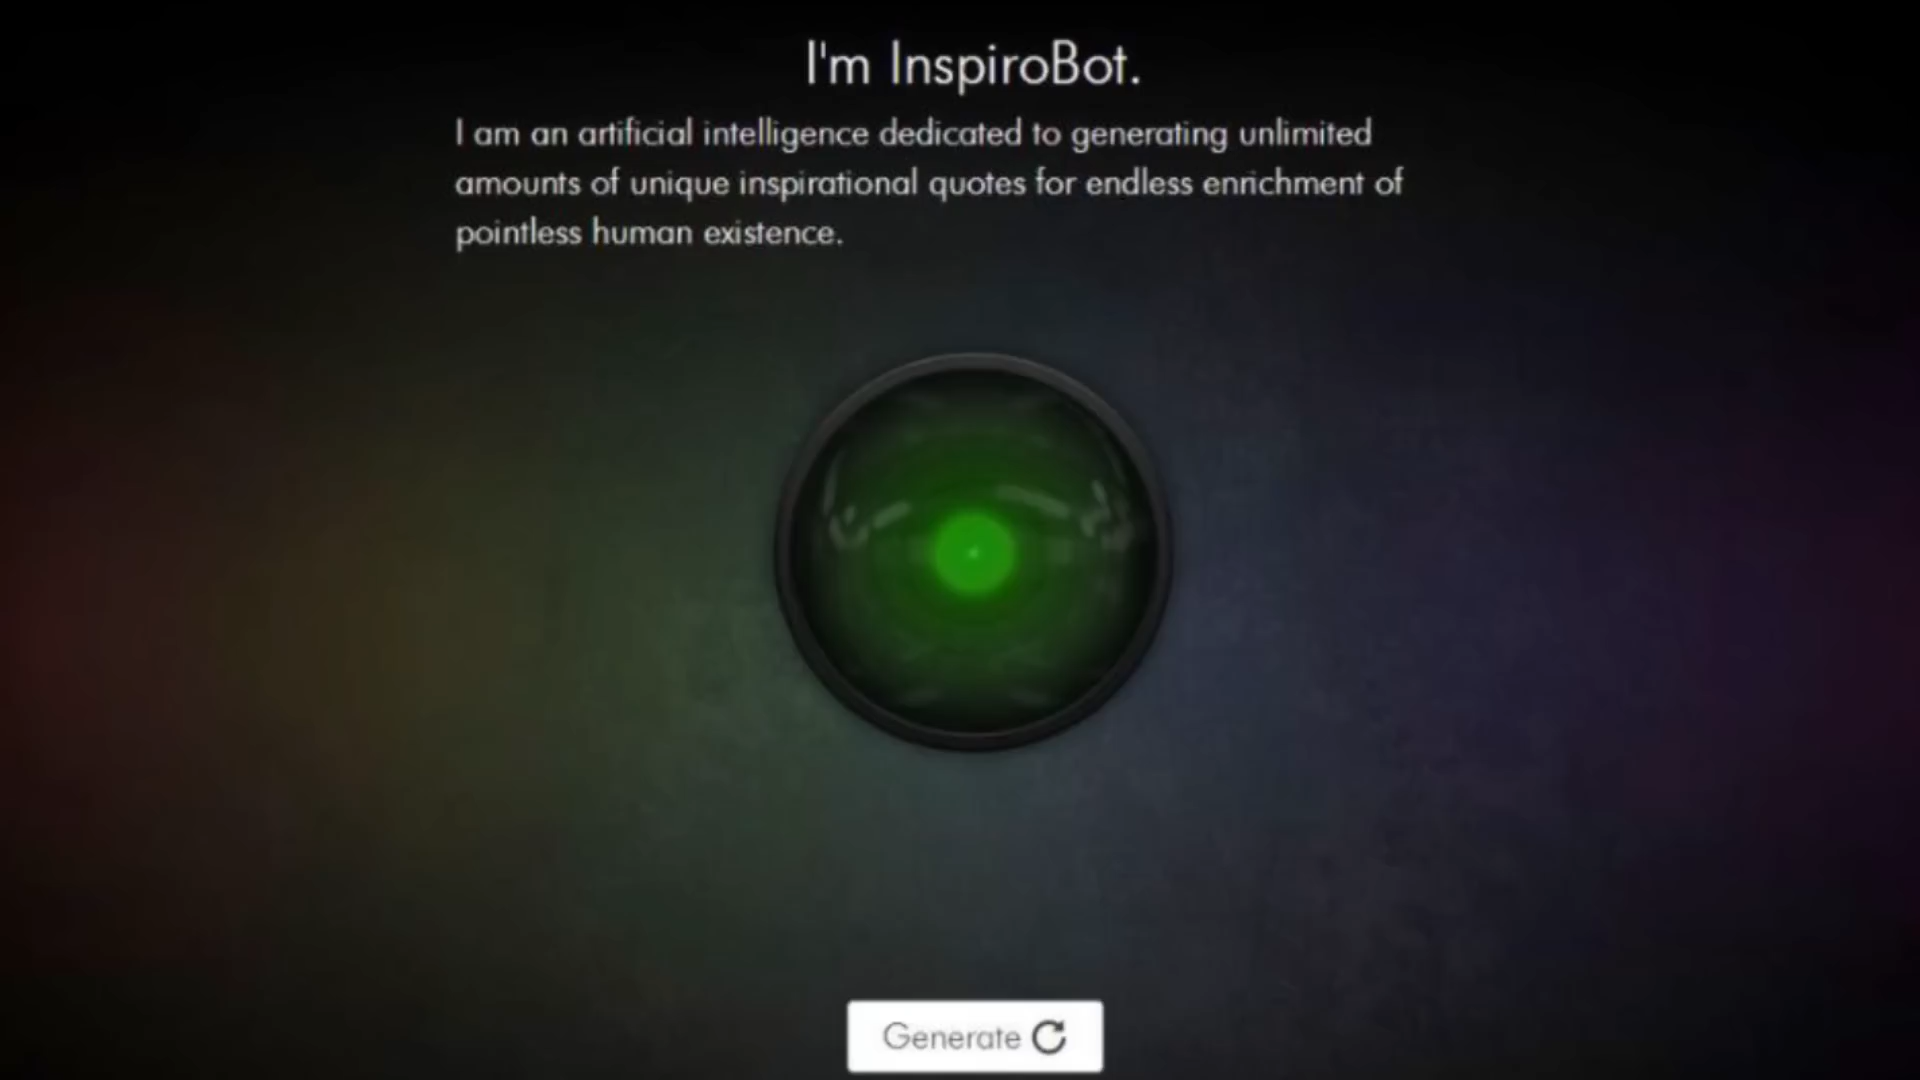 I'm InspiroBot.
I am an artificial intelligence dedicated to generating unlimited
amounts of unique inspirational quotes for endless enrichment of
pointless human existence.
Generate